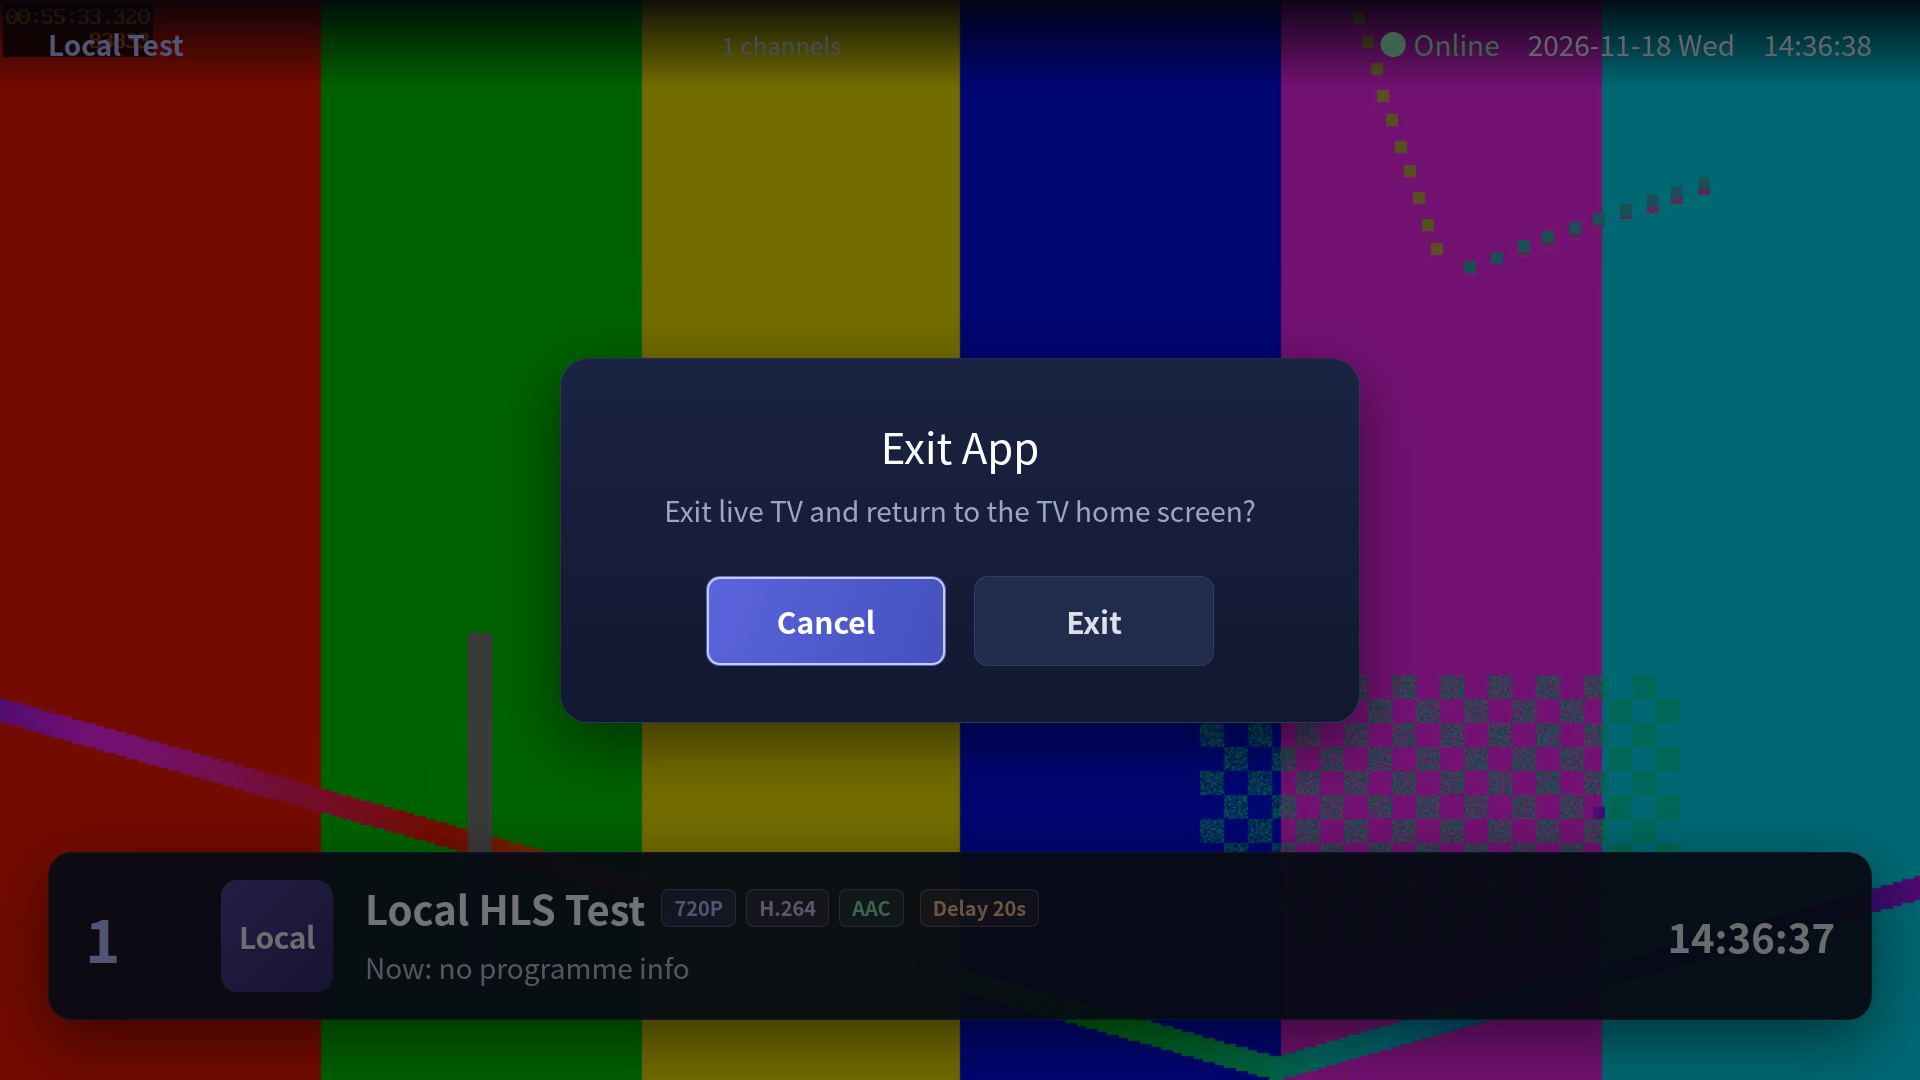 00:55:33.320
Local Test
1 channels
Online 2026-11-18 Wed 14:36:38
Exit App
Exit live TV and return to the TV home screen?
Cancel
Exit
1
Local
Local HLS Test 720P H.264 AAC Delay 20s
Now: no programme info
14:36:37